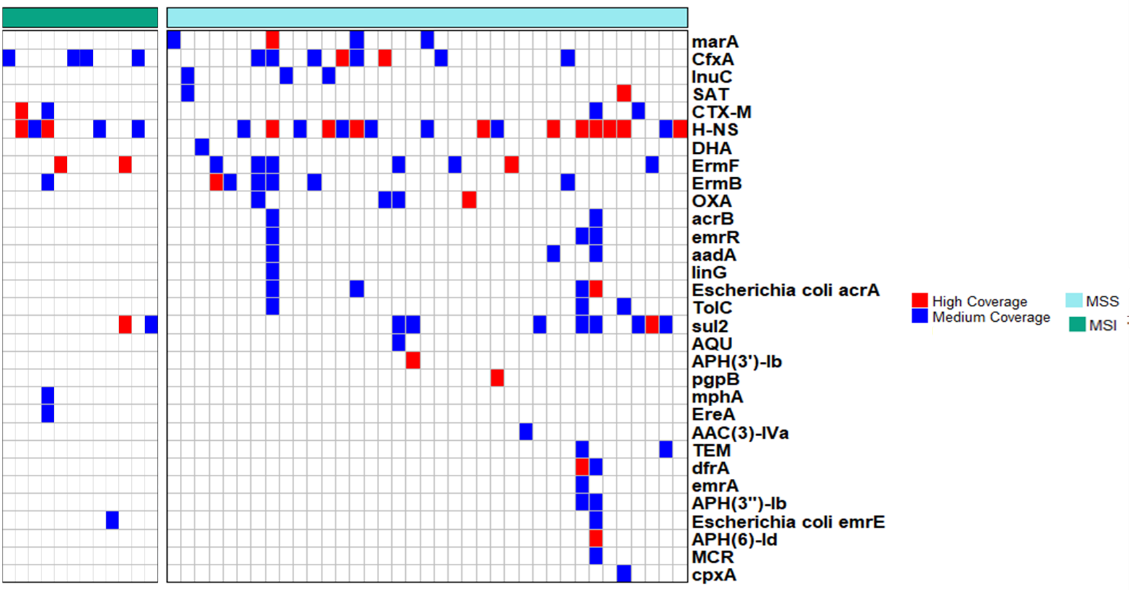 marA
CfxA
InuC
SAT
CTX-M
H-NS
DHA
ErmF
ErmB
OXA
acrB
emrR
aadA
linG
Escherichia coli acrA
TolC
sul2
AQU
APH(3')-Ib
pgpB
mphA
EreA
AAC(3)-IVa
TEM
dfrA
emrA
APH(3")-Ib
Escherichia coli emrE
APH(6)-Id
MCR
cpxA
High Coverage
Medium Coverage
MSS
MSI